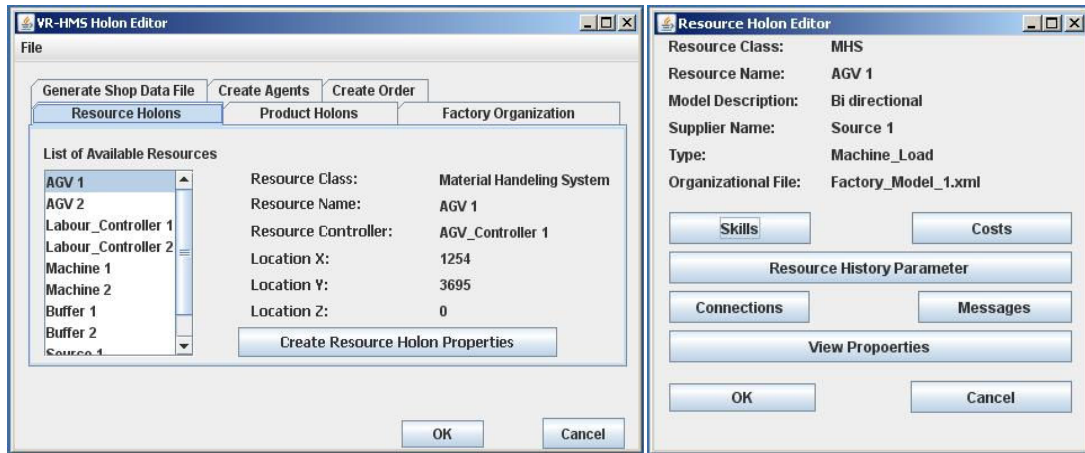 VR-HMS Holon Editor
File
Generate Shop Data File Create Agents Create Order
Resource Holons Product Holons Factory Organization
List of Available Resources
AGV 1
AGV 2
Labour_Controller 1
Labour_Controller 2
Machine 1
Machine 2
Buffer 1
Buffer 2
Source 1
Resource Class: Material Handeling System
Resource Name: AGV 1
Resource Controller: AGV_Controller 1
Location X: 1254
Location Y: 3695
Location Z: 0
Create Resource Holon Properties
OK Cancel
Resource Holon Editor
Resource Class: MHS
Resource Name: AGV 1
Model Description: Bi directional
Supplier Name: Source 1
Type: Machine_Load
Organizational File: Factory_Model_1.xml
Skills Costs
Resource History Parameter
Connections Messages
View Propoerties
OK Cancel